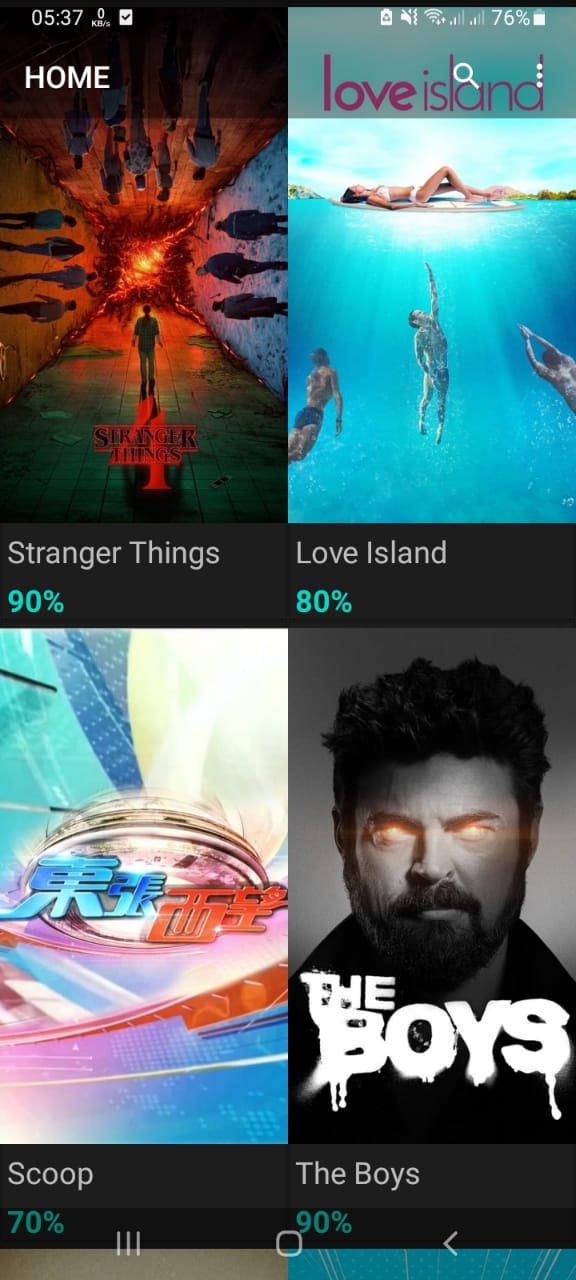 05:37 0 KB/s 76%
HOME
love island
STRANGER THINGS 4
Stranger Things
Love Island
90%
80%
東張西望
THE
BOYS
Scoop
The Boys
70%
90%